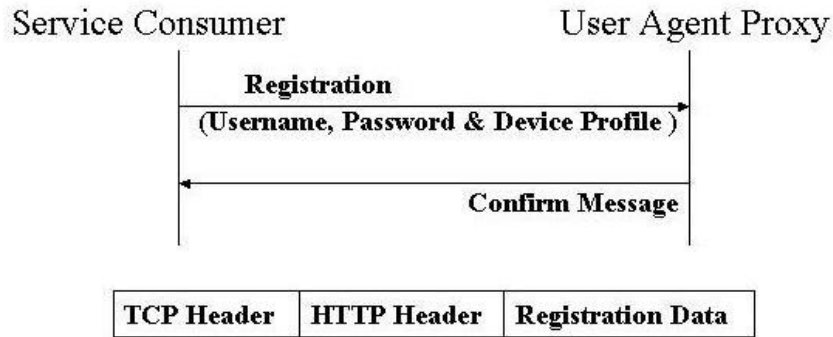 Service Consumer
User Agent Proxy
Registration
(Username, Password & Device Profile )
Confirm Message
TCP Header
HTTP Header
Registration Data